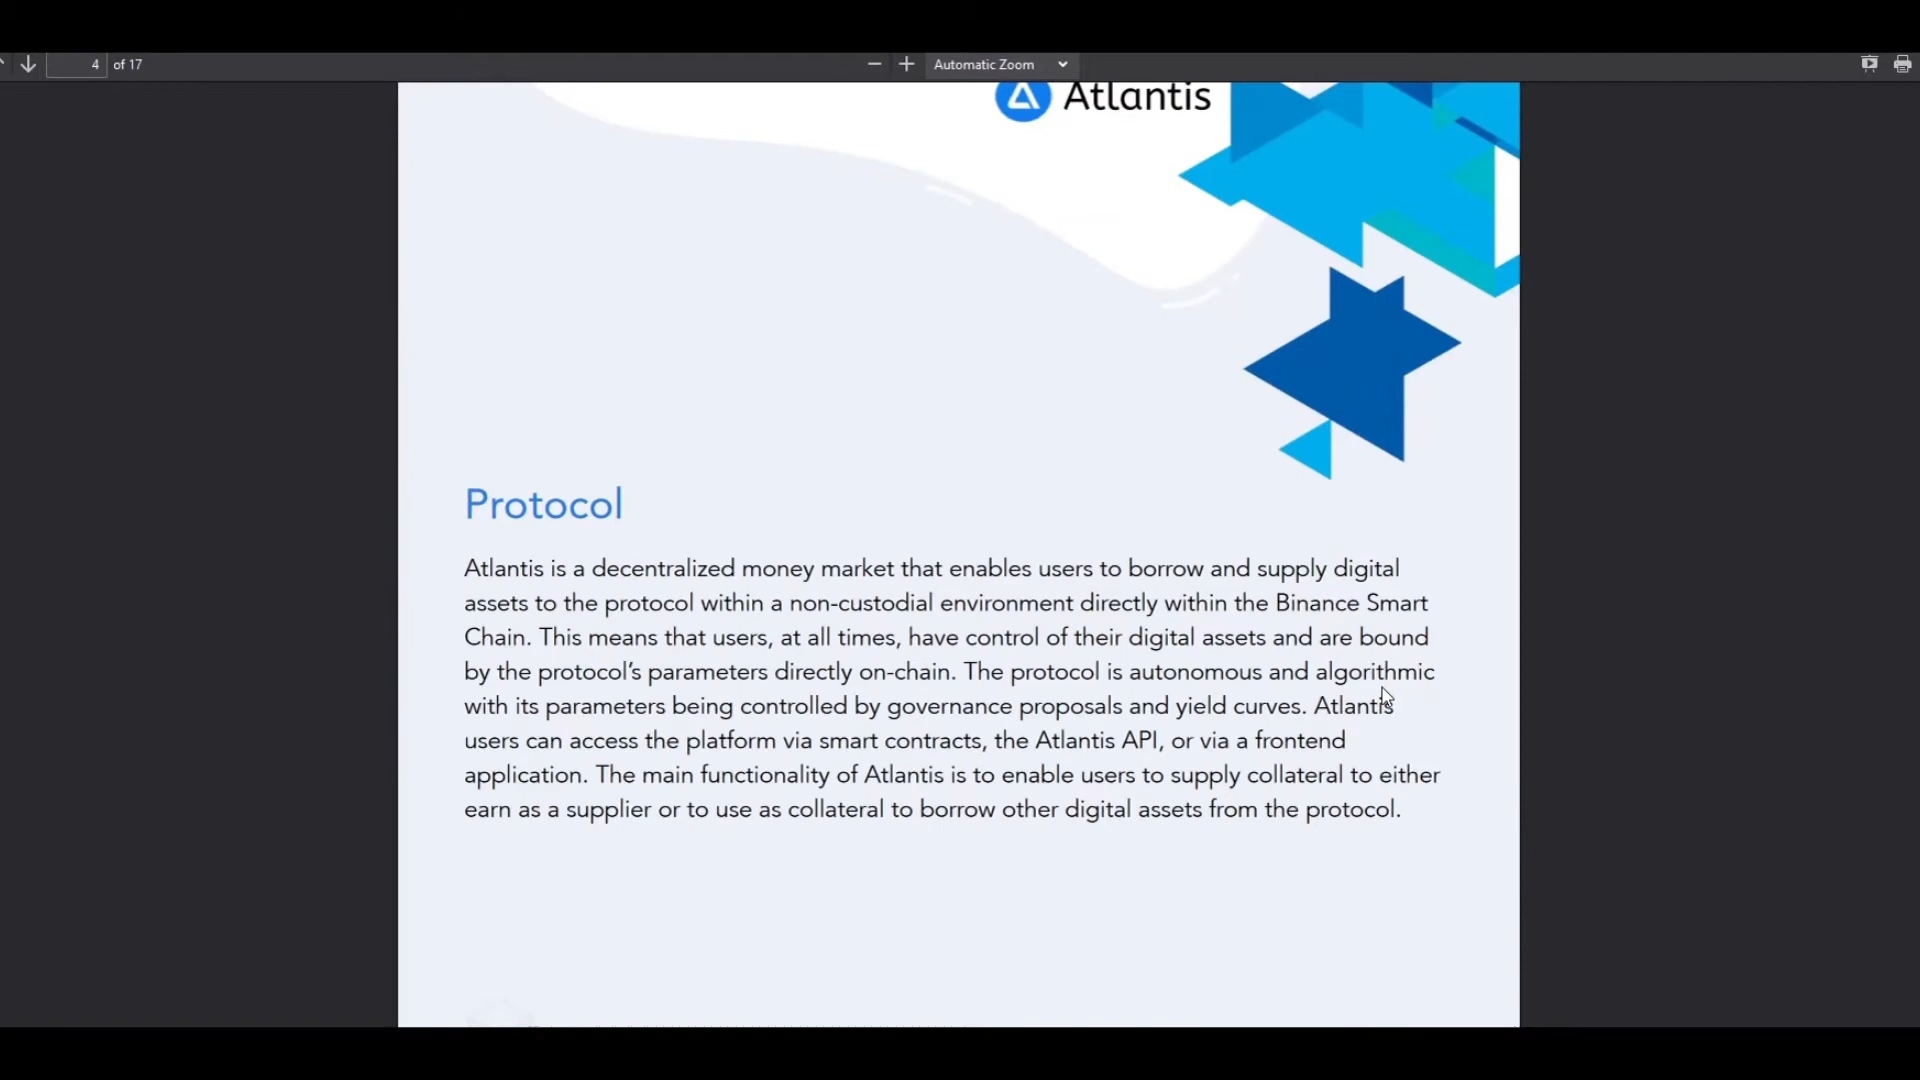 4 of 17
Automatic Zoom
Atlantis
Protocol
Atlantis is a decentralized money market that enables users to borrow and supply digital
assets to the protocol within a non-custodial environment directly within the Binance Smart
Chain. This means that users, at all times, have control of their digital assets and are bound
by the protocol’s parameters directly on-chain. The protocol is autonomous and algorithmic
with its parameters being controlled by governance proposals and yield curves. Atlantis
users can access the platform via smart contracts, the Atlantis API, or via a frontend
application. The main functionality of Atlantis is to enable users to supply collateral to either
earn as a supplier or to use as collateral to borrow other digital assets from the protocol.